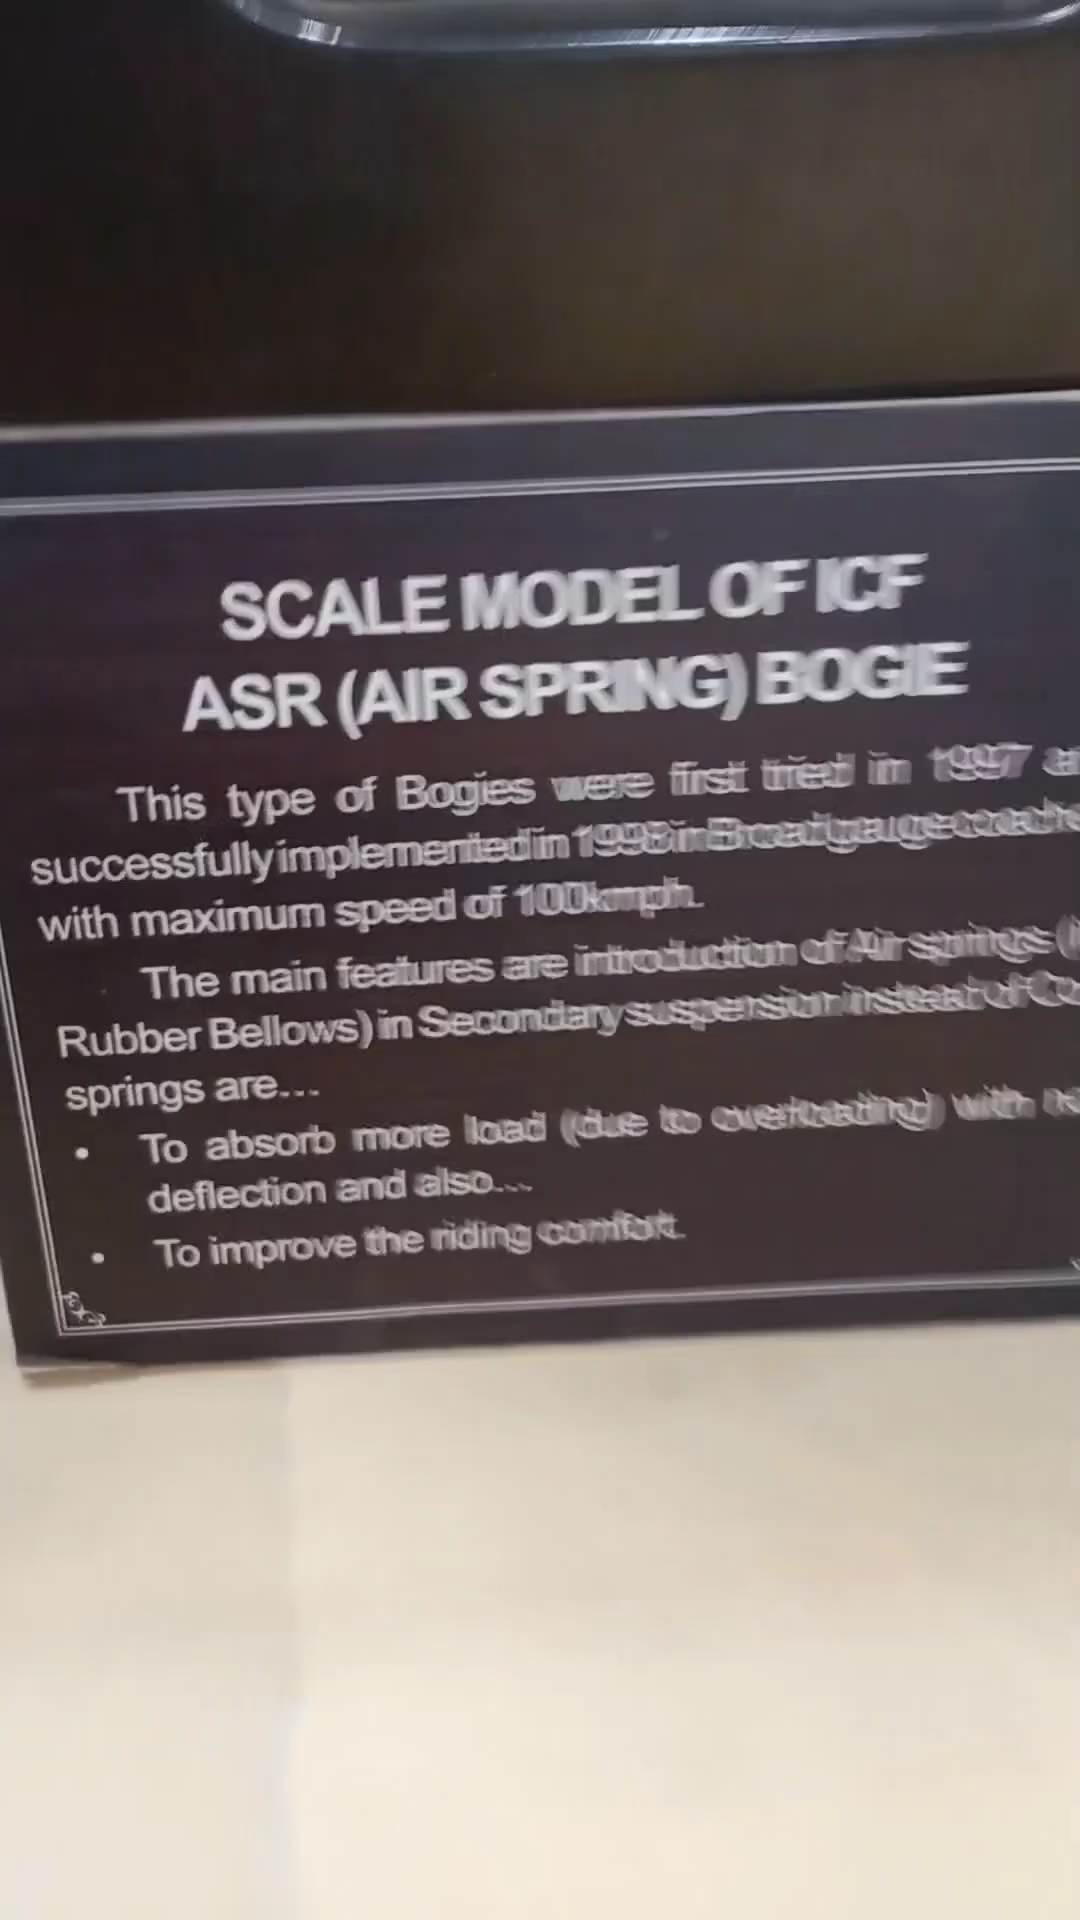 SCALE MODEL OF ICF
ASR (AIR SPRING) BOGIE
This type of Bogies were first tried in 1997
successfully implemented in 1998 in Broad gauge
with maximum speed of 100kmph.
The main features are introduction of Air springs
Rubber Bellows) in Secondary suspension instead of
springs are...
• To absorb more load (due to overloading) with
deflection and also...
• To improve the riding comfort.